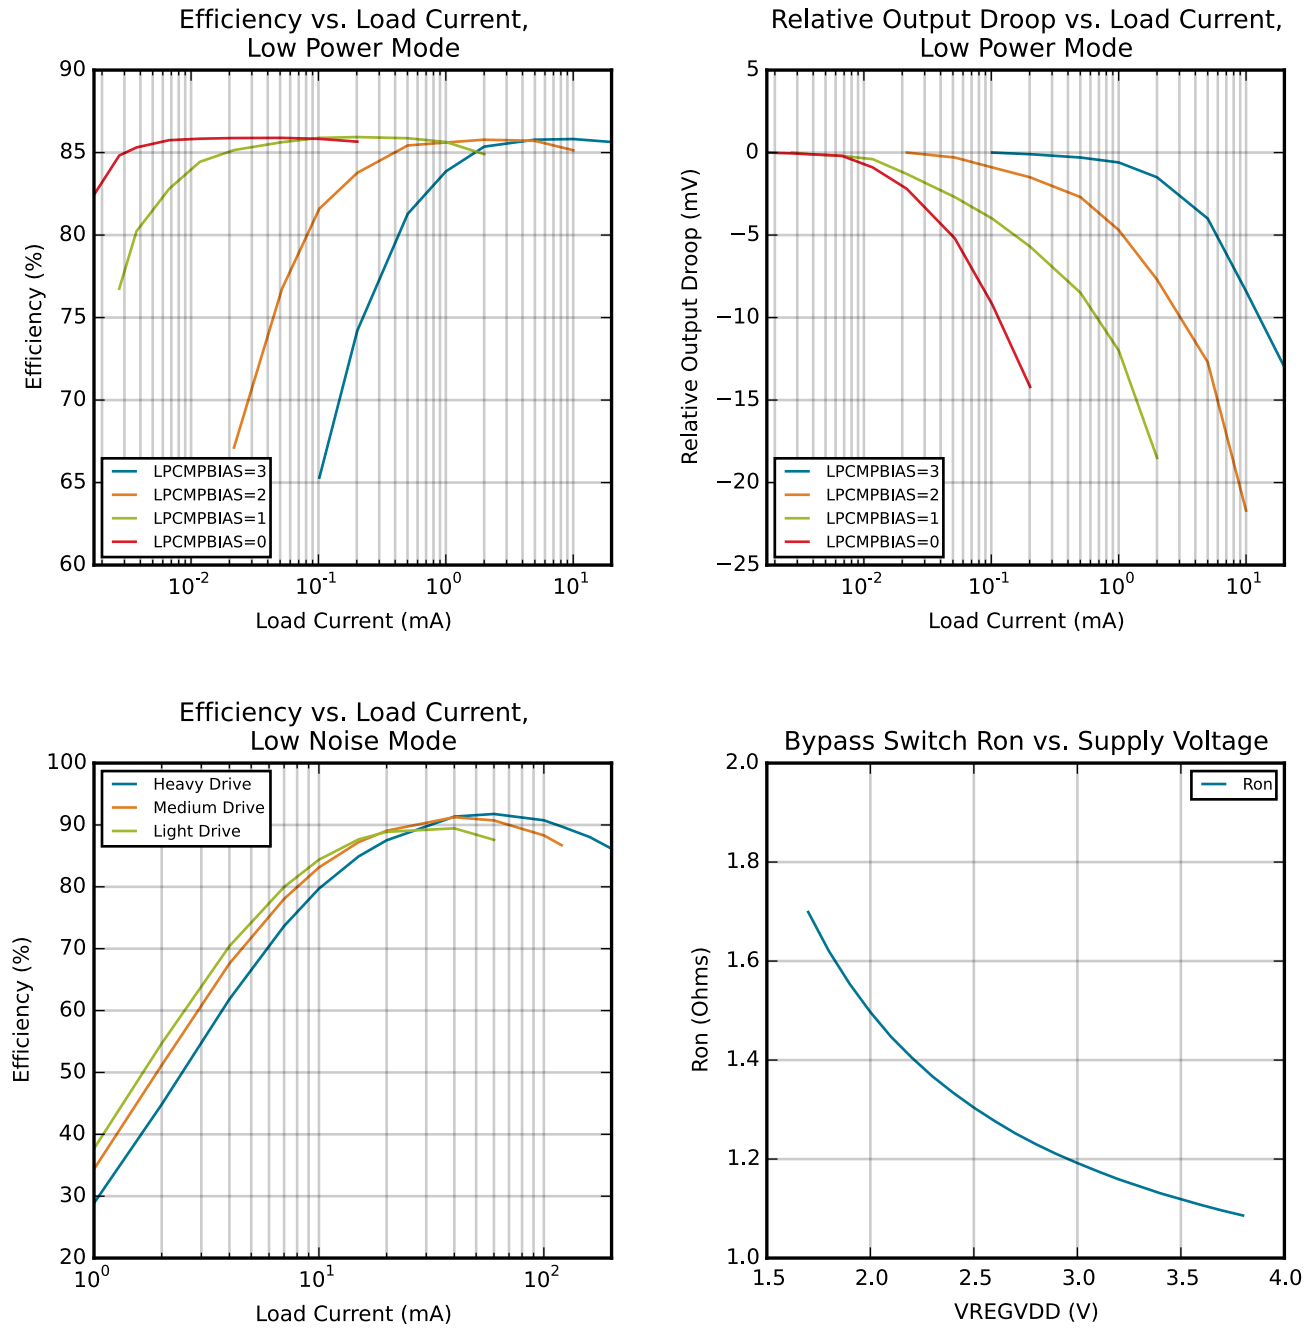 Efficiency vs. Load Current,
Low Power Mode
90
85
80
75
70
65
60
Efficiency (%)
LPCMPBIAS=3
LPCMPBIAS=2
LPCMPBIAS=1
LPCMPBIAS=0
10⁻² 10⁻¹ 10⁰ 10¹
Load Current (mA)
Relative Output Droop vs. Load Current,
Low Power Mode
5
0
−5
−10
−15
−20
−25
Relative Output Droop (mV)
LPCMPBIAS=3
LPCMPBIAS=2
LPCMPBIAS=1
LPCMPBIAS=0
10⁻² 10⁻¹ 10⁰ 10¹
Load Current (mA)
Efficiency vs. Load Current,
Low Noise Mode
100
90
80
70
60
50
40
30
20
Efficiency (%)
Heavy Drive
Medium Drive
Light Drive
10⁰ 10¹ 10²
Load Current (mA)
Bypass Switch Ron vs. Supply Voltage
2.0
1.8
1.6
1.4
1.2
1.0
Ron (Ohms)
Ron
1.5 2.0 2.5 3.0 3.5 4.0
VREGVDD (V)